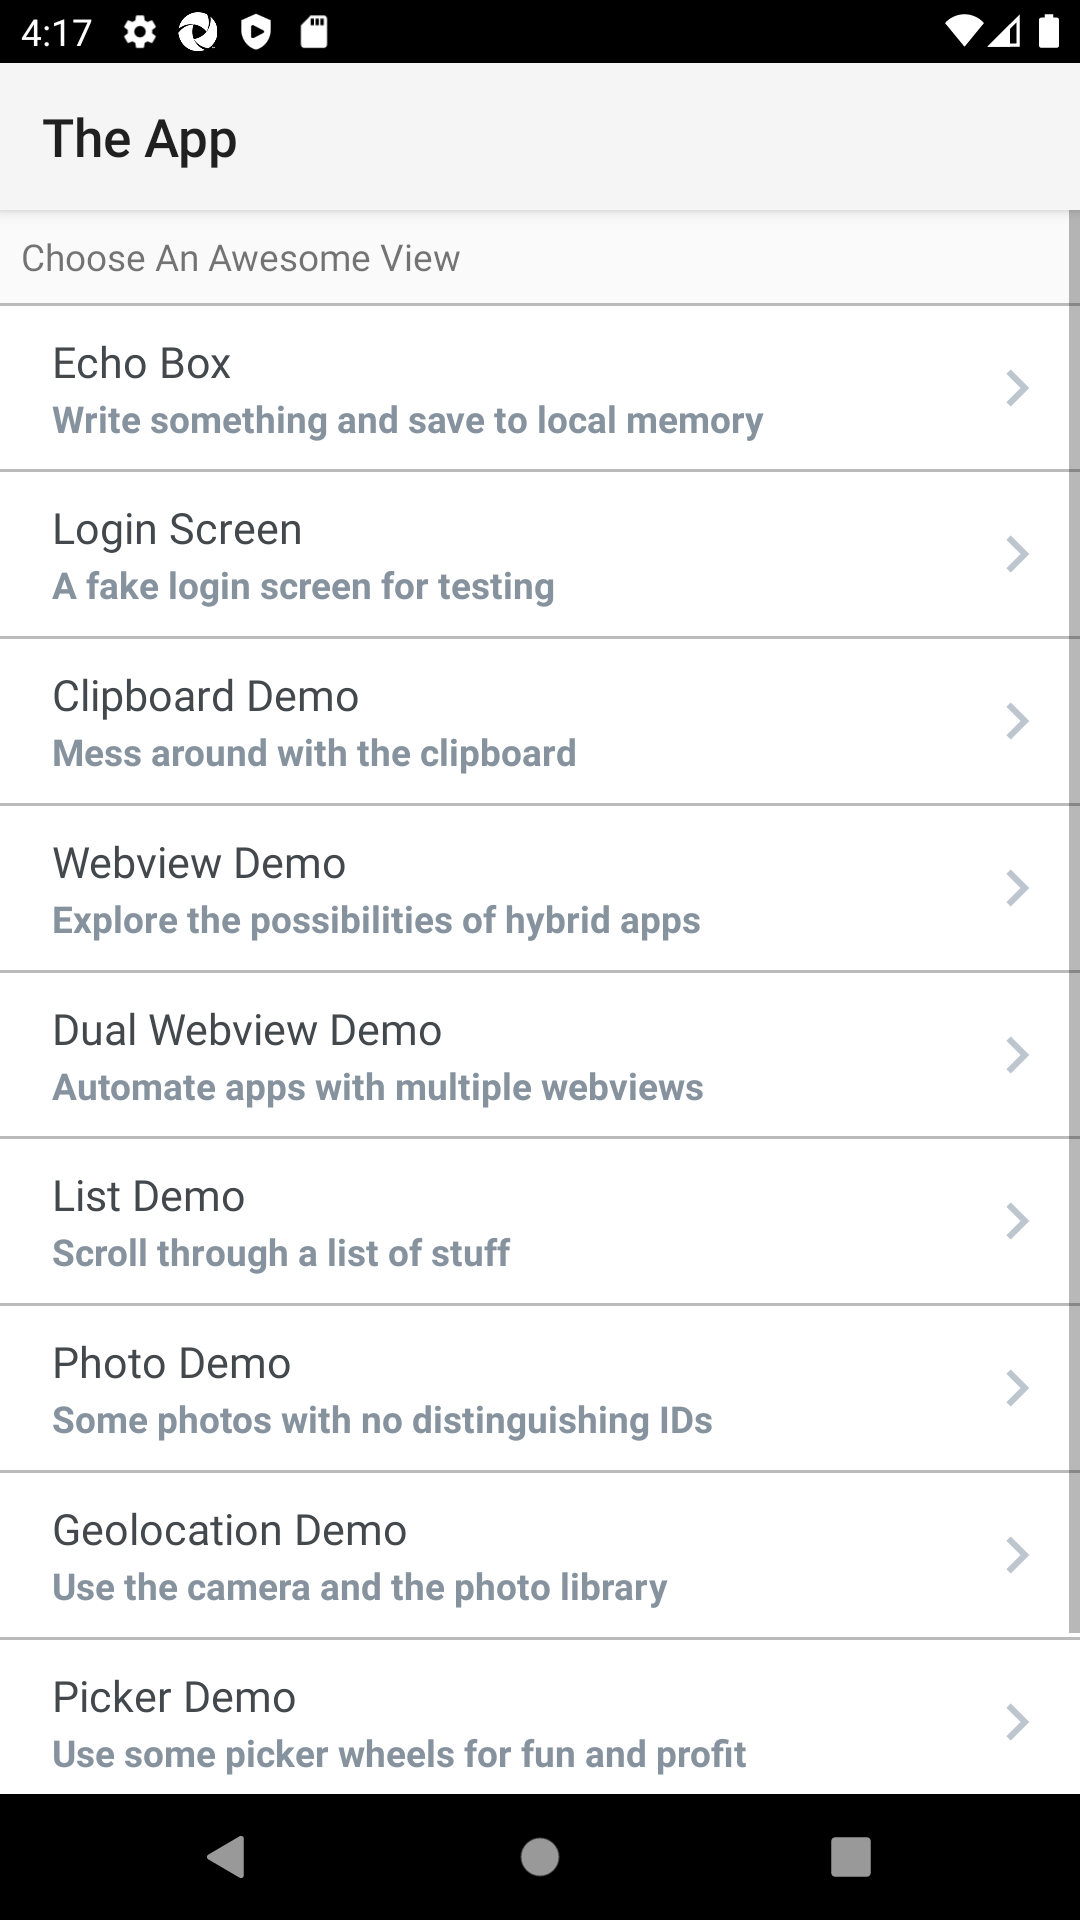 4:17
The App
Choose An Awesome View
Echo Box
Write something and save to local memory
Login Screen
A fake login screen for testing
Clipboard Demo
Mess around with the clipboard
Webview Demo
Explore the possibilities of hybrid apps
Dual Webview Demo
Automate apps with multiple webviews
List Demo
Scroll through a list of stuff
Photo Demo
Some photos with no distinguishing IDs
Geolocation Demo
Use the camera and the photo library
Picker Demo
Use some picker wheels for fun and profit